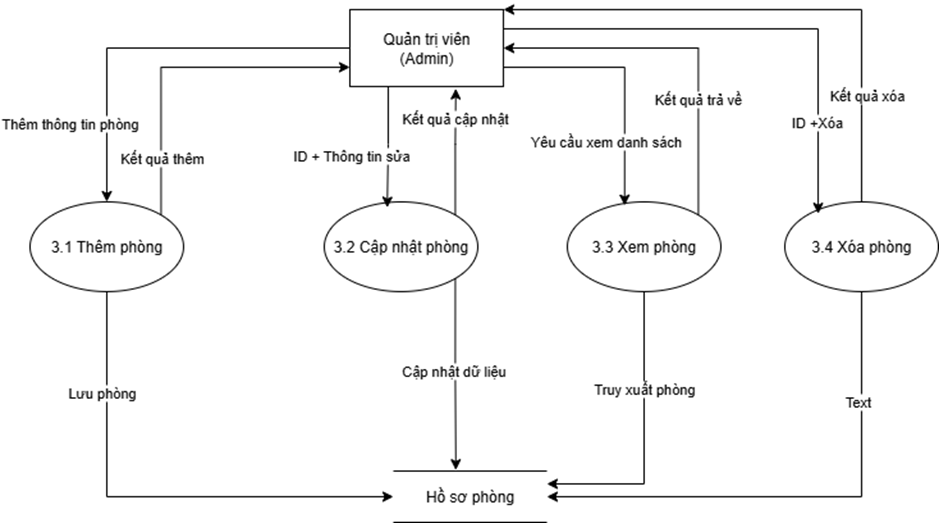 Quản trị viên
(Admin)
Thêm thông tin phòng
Kết quả thêm
ID + Thông tin sửa
Kết quả cập nhật
Yêu cầu xem danh sách
Kết quả trả về
ID +Xóa
Kết quả xóa
3.1 Thêm phòng
3.2 Cập nhật phòng
3.3 Xem phòng
3.4 Xóa phòng
Lưu phòng
Cập nhật dữ liệu
Truy xuất phòng
Text
Hồ sơ phòng